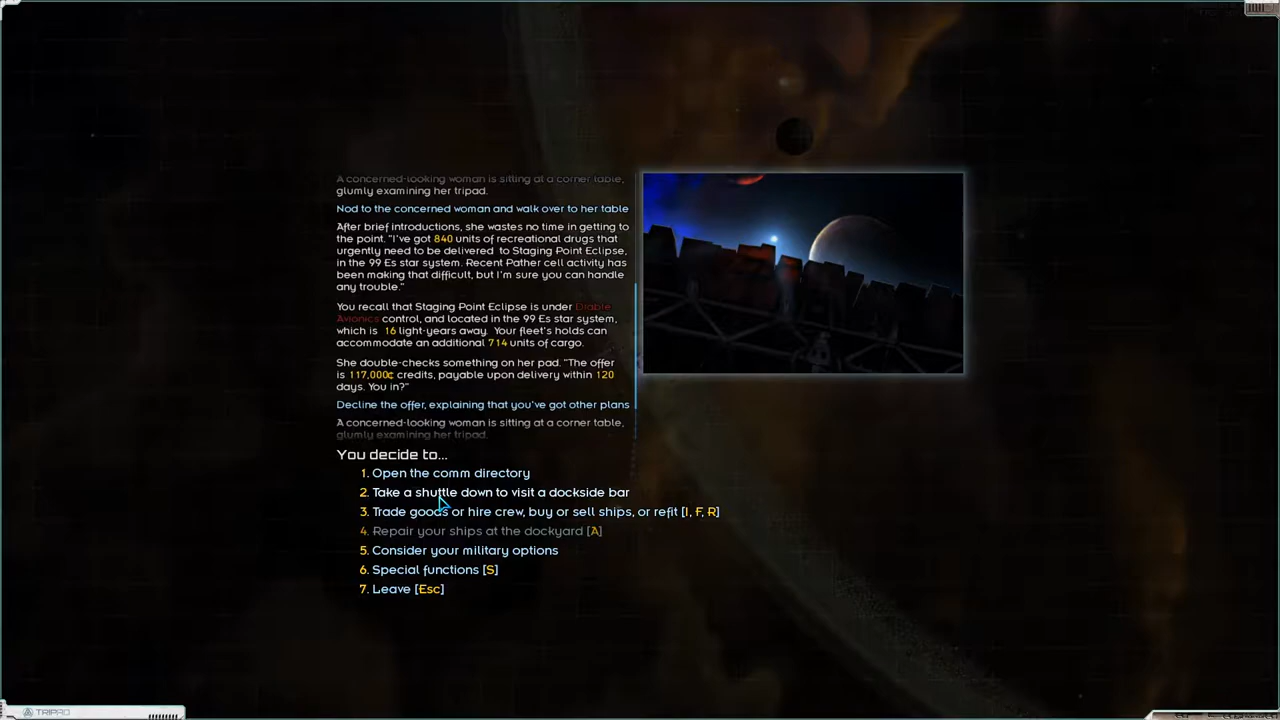 A concerned-looking woman is sitting at a corner table,
glumly examining her tripad.
Nod to the concerned woman and walk over to her table
After brief introductions, she wastes no time in getting to
the point. "I've got 840 units of recreational drugs that
urgently need to be delivered to Staging Point Eclipse,
in the 99 Es star system. Recent Pather cell activity has
been making that difficult, but I'm sure you can handle
any trouble."
You recall that Staging Point Eclipse is under Diable
Avionics control, and located in the 99 Es star system,
which is 16 light-years away. Your fleet's holds can
accommodate an additional 714 units of cargo.
She double-checks something on her pad. "The offer
is 117,000¢ credits, payable upon delivery within 120
days. You in?"
Decline the offer, explaining that you've got other plans
A concerned-looking woman is sitting at a corner table,
glumly examining her tripad.
You decide to...
1. Open the comm directory
2. Take a shuttle down to visit a dockside bar
3. Trade goods or hire crew, buy or sell ships, or refit [I, F, R]
4. Repair your ships at the dockyard [A]
5. Consider your military options
6. Special functions [S]
7. Leave [Esc]
TRIPAD